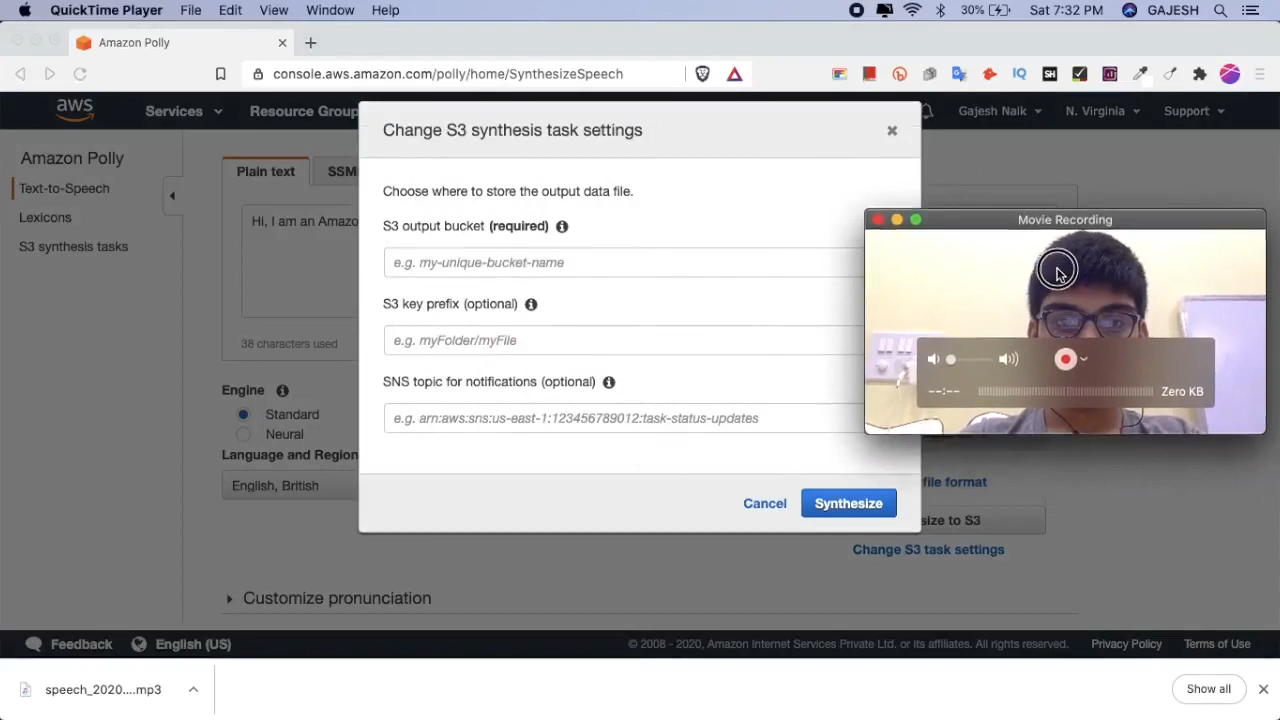 QuickTime Player File Edit View Window Help 30% Sat 7:32 PM GAJESH
Amazon Polly
console.aws.amazon.com/polly/home/SynthesizeSpeech
IQ SH
aws Services Resource Group Gajesh Naik N. Virginia Support
Amazon Polly
Text-to-Speech
Lexicons
S3 synthesis tasks
Plain text SSM
Hi, I am an Amazo
38 characters used
Engine
Standard
Neural
Language and Region
English, British
Change S3 synthesis task settings
Choose where to store the output data file.
S3 output bucket (required)
e.g. my-unique-bucket-name
S3 key prefix (optional)
e.g. myFolder/myFile
SNS topic for notifications (optional)
e.g. arn:aws:sns:us-east-1:123456789012:task-status-updates
Cancel Synthesize
Movie Recording
--:-- Zero KB
file format
size to S3
Change S3 task settings
Customize pronunciation
Feedback English (US) © 2008 - 2020, Amazon Internet Services Private Ltd. or its affiliates. All rights reserved. Privacy Policy Terms of Use
speech_2020....mp3 Show all